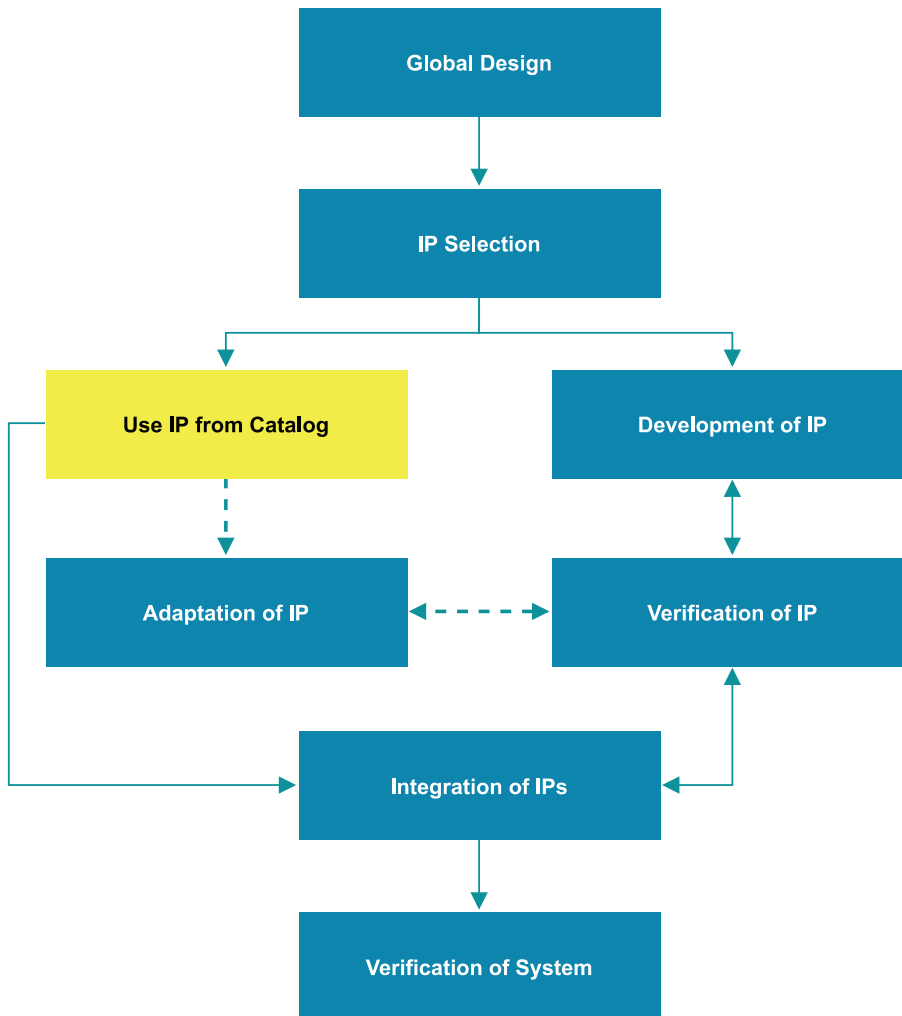 Global Design
IP Selection
Use IP from Catalog
Development of IP
Adaptation of IP
Verification of IP
Integration of IPs
Verification of System